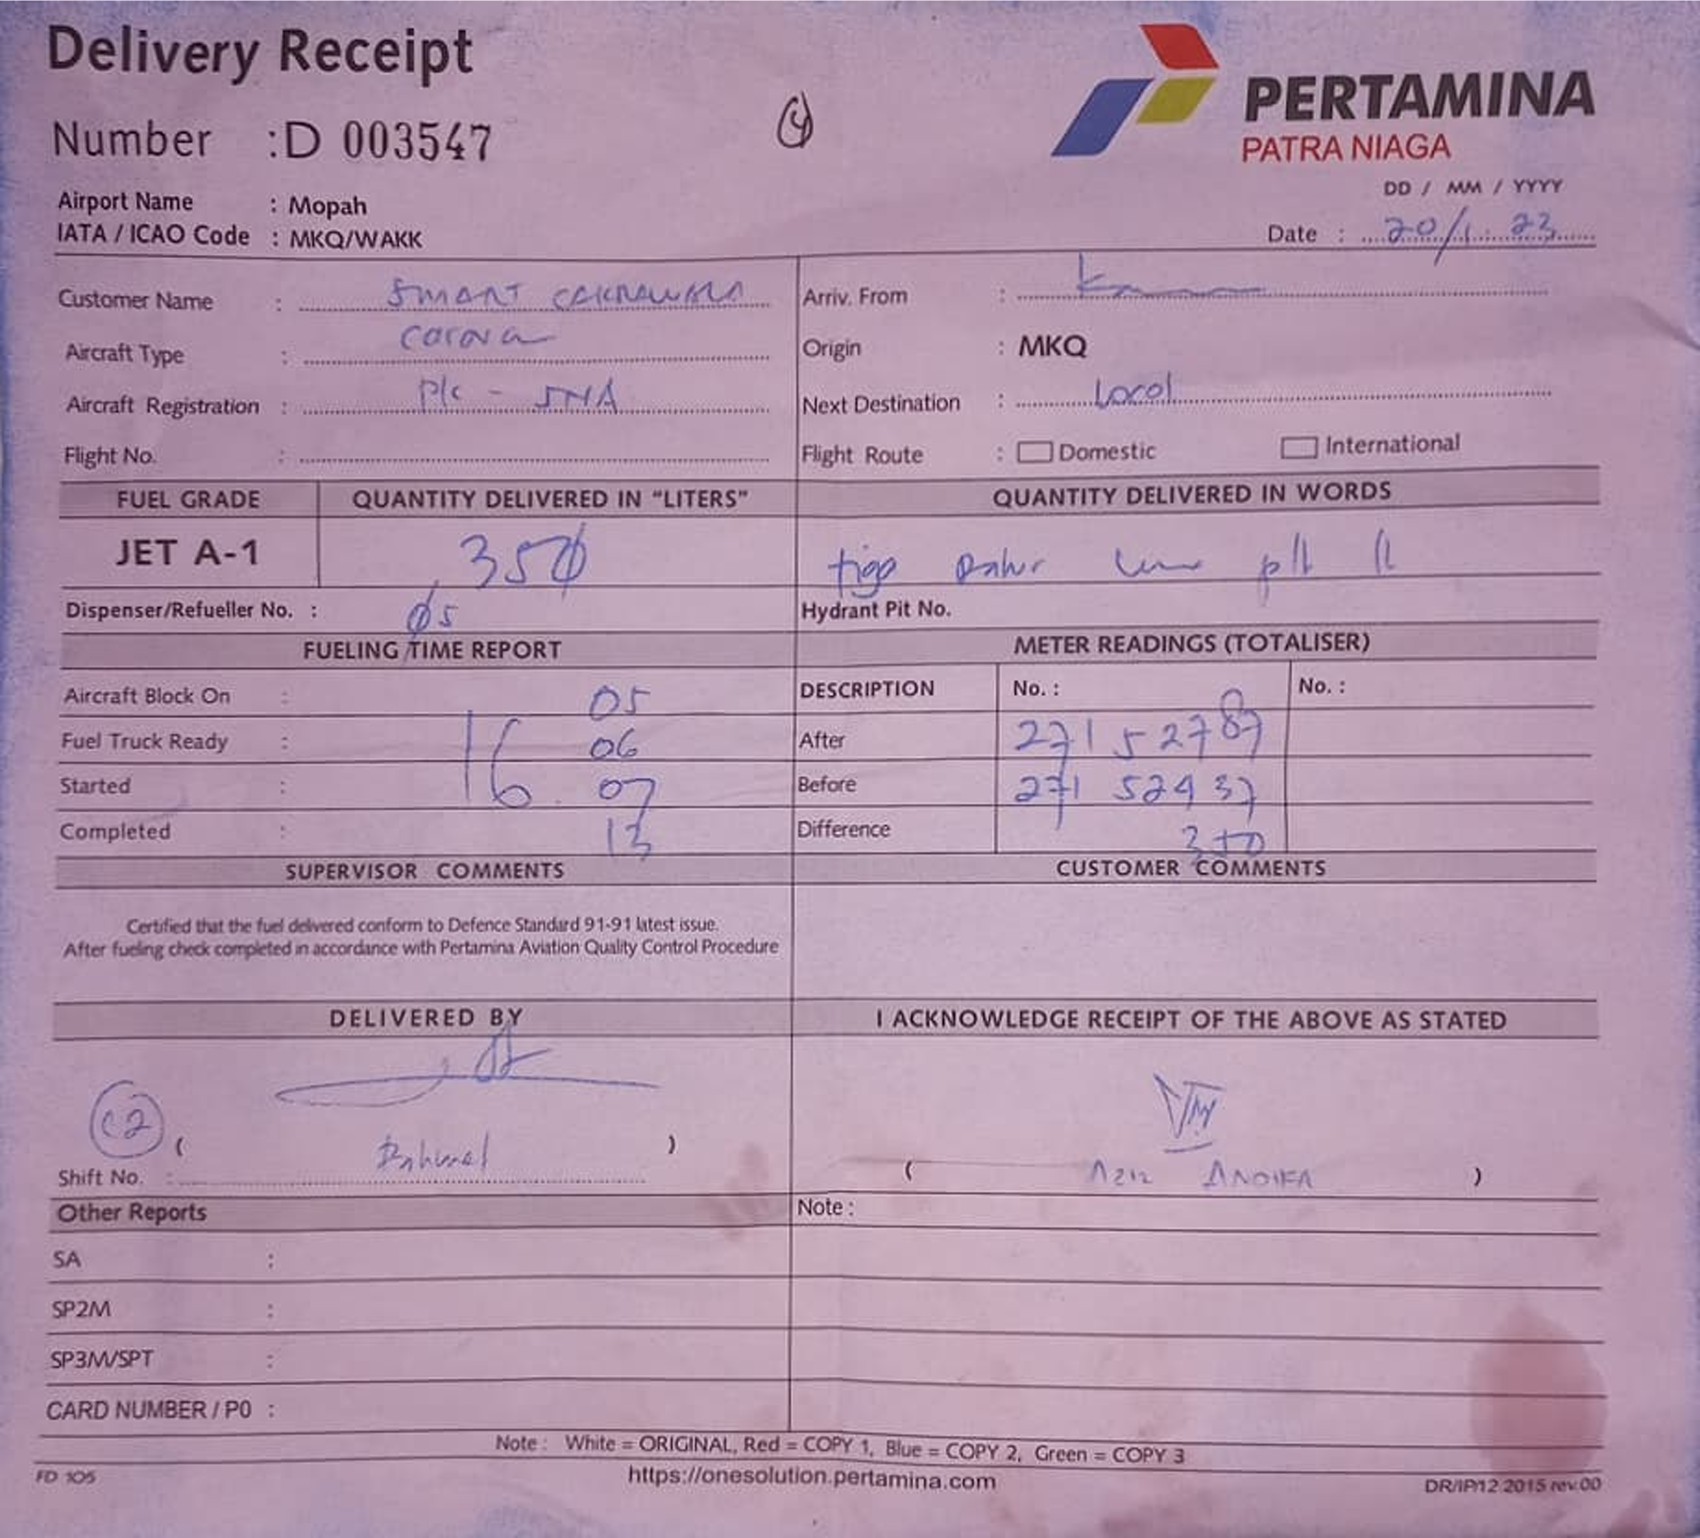 Delivery Receipt
Number : D 003547
4
PERTAMINA
PATRA NIAGA
Airport Name : Mopah
IATA / ICAO Code : MKQ/WAKK
DD / MM / YYYY
Date : 20/1 23
Customer Name : SMART CAKRAWALA
Aircraft Type :
Aircraft Registration : PK - SNA
Flight No. :
Arriv. From :
Origin : MKQ
Next Destination : Local
Flight Route : Domestic International
FUEL GRADE QUANTITY DELIVERED IN "LITERS" QUANTITY DELIVERED IN WORDS
JET A-1 350 tiga
Dispenser/Refueller No. : 05 Hydrant Pit No.
FUELING TIME REPORT METER READINGS (TOTALISER)
Aircraft Block On : 05 DESCRIPTION No. : No. :
Fuel Truck Ready : 16 06 After 27152787
Started : 07 Before 27152437
Completed : 13 Difference 350
SUPERVISOR COMMENTS CUSTOMER COMMENTS
Certified that the fuel delivered conform to Defence Standard 91-91 latest issue.
After fueling check completed in accordance with Pertamina Aviation Quality Control Procedure
DELIVERED BY I ACKNOWLEDGE RECEIPT OF THE ABOVE AS STATED
( )
Shift No. :
( AZIZ )
Other Reports Note :
SA :
SP2M :
SP3M/SPT :
CARD NUMBER / P0 :
Note : White = ORIGINAL, Red = COPY 1, Blue = COPY 2, Green = COPY 3
FD 105 https://onesolution.pertamina.com DR/IP/12.2015 rev.00